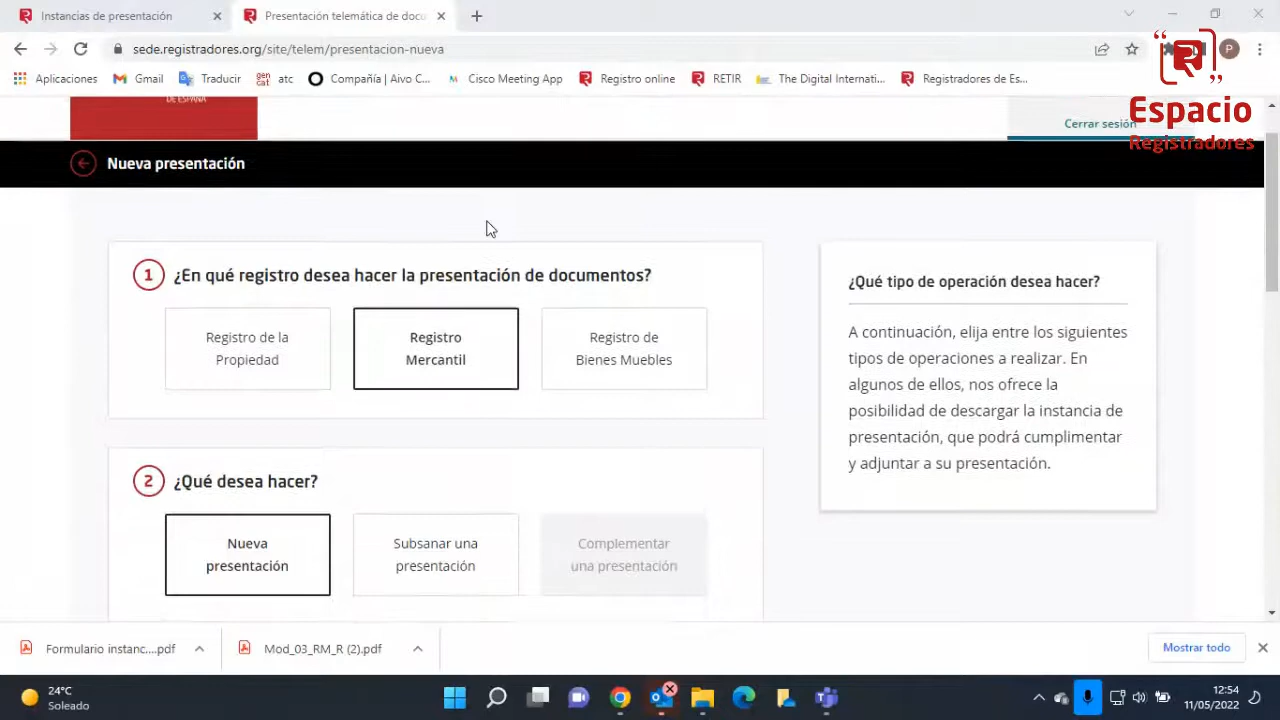 Instancias de presentación
Presentación telemática de docu
sede.registradores.org/site/telem/presentacion-nueva
P
Aplicaciones
Gmail
Traducir
gen cat
atc
Compañía | Aivo C...
Cisco Meeting App
Registro online
RETIR
The Digital Internati...
Registradores de Es...
DE ESPAÑA
Cerrar sesión
“R”
Espacio
Registradores
Nueva presentación
1 ¿En qué registro desea hacer la presentación de documentos?
Registro de la
Propiedad
Registro
Mercantil
Registro de
Bienes Muebles
2 ¿Qué desea hacer?
Nueva
presentación
Subsanar una
presentación
Complementar
una presentación
¿Qué tipo de operación desea hacer?
A continuación, elija entre los siguientes
tipos de operaciones a realizar. En
algunos de ellos, nos ofrece la
posibilidad de descargar la instancia de
presentación, que podrá cumplimentar
y adjuntar a su presentación.
Formulario instanc....pdf
Mod_03_RM_R (2).pdf
Mostrar todo
24°C
Soleado
12:54
11/05/2022